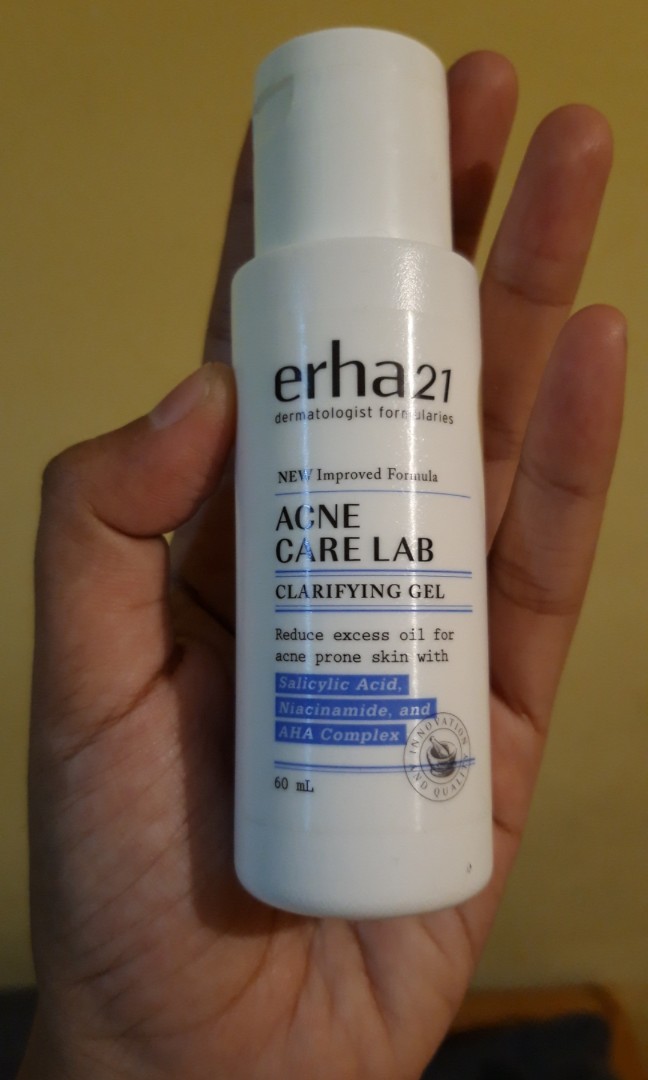 erha21
dermatologist formularies
NEW Improved Formula
ACNE
CARE LAB
CLARIFYING GEL
Reduce excess oil for
acne prone skin with
Salicylic Acid,
Niacinamide, and
AHA Complex
INNOVATION
AND QUALITY
60 mL